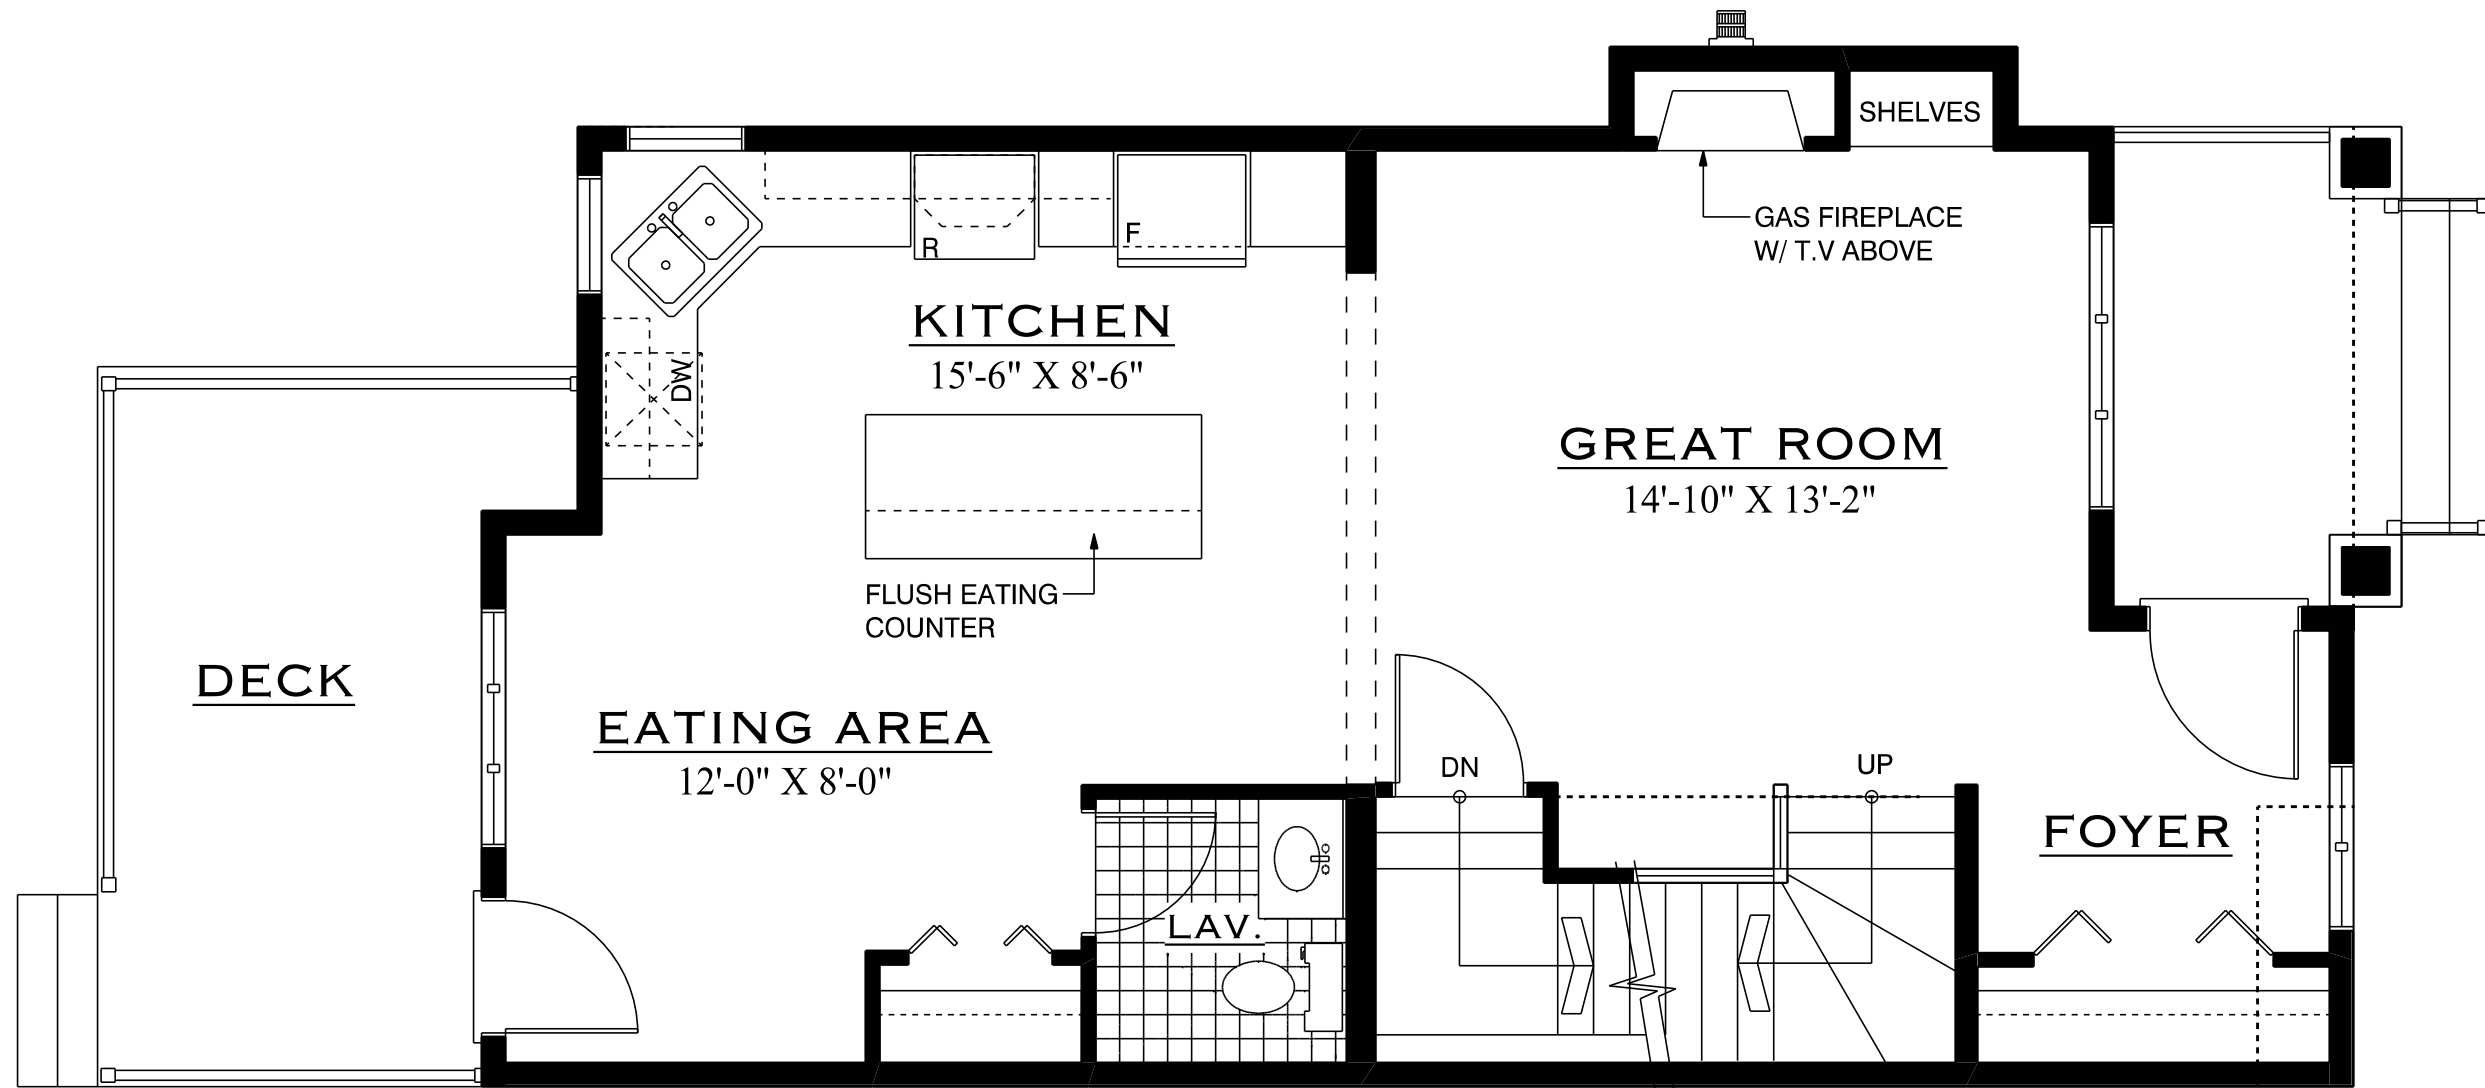 SHELVES
GAS FIREPLACE
W/ T.V ABOVE
R
F
KITCHEN
15'-6" X 8'-6"
DW
GREAT ROOM
14'-10" X 13'-2"
FLUSH EATING
COUNTER
DECK
EATING AREA
12'-0" X 8'-0"
DN
UP
FOYER
LAV.